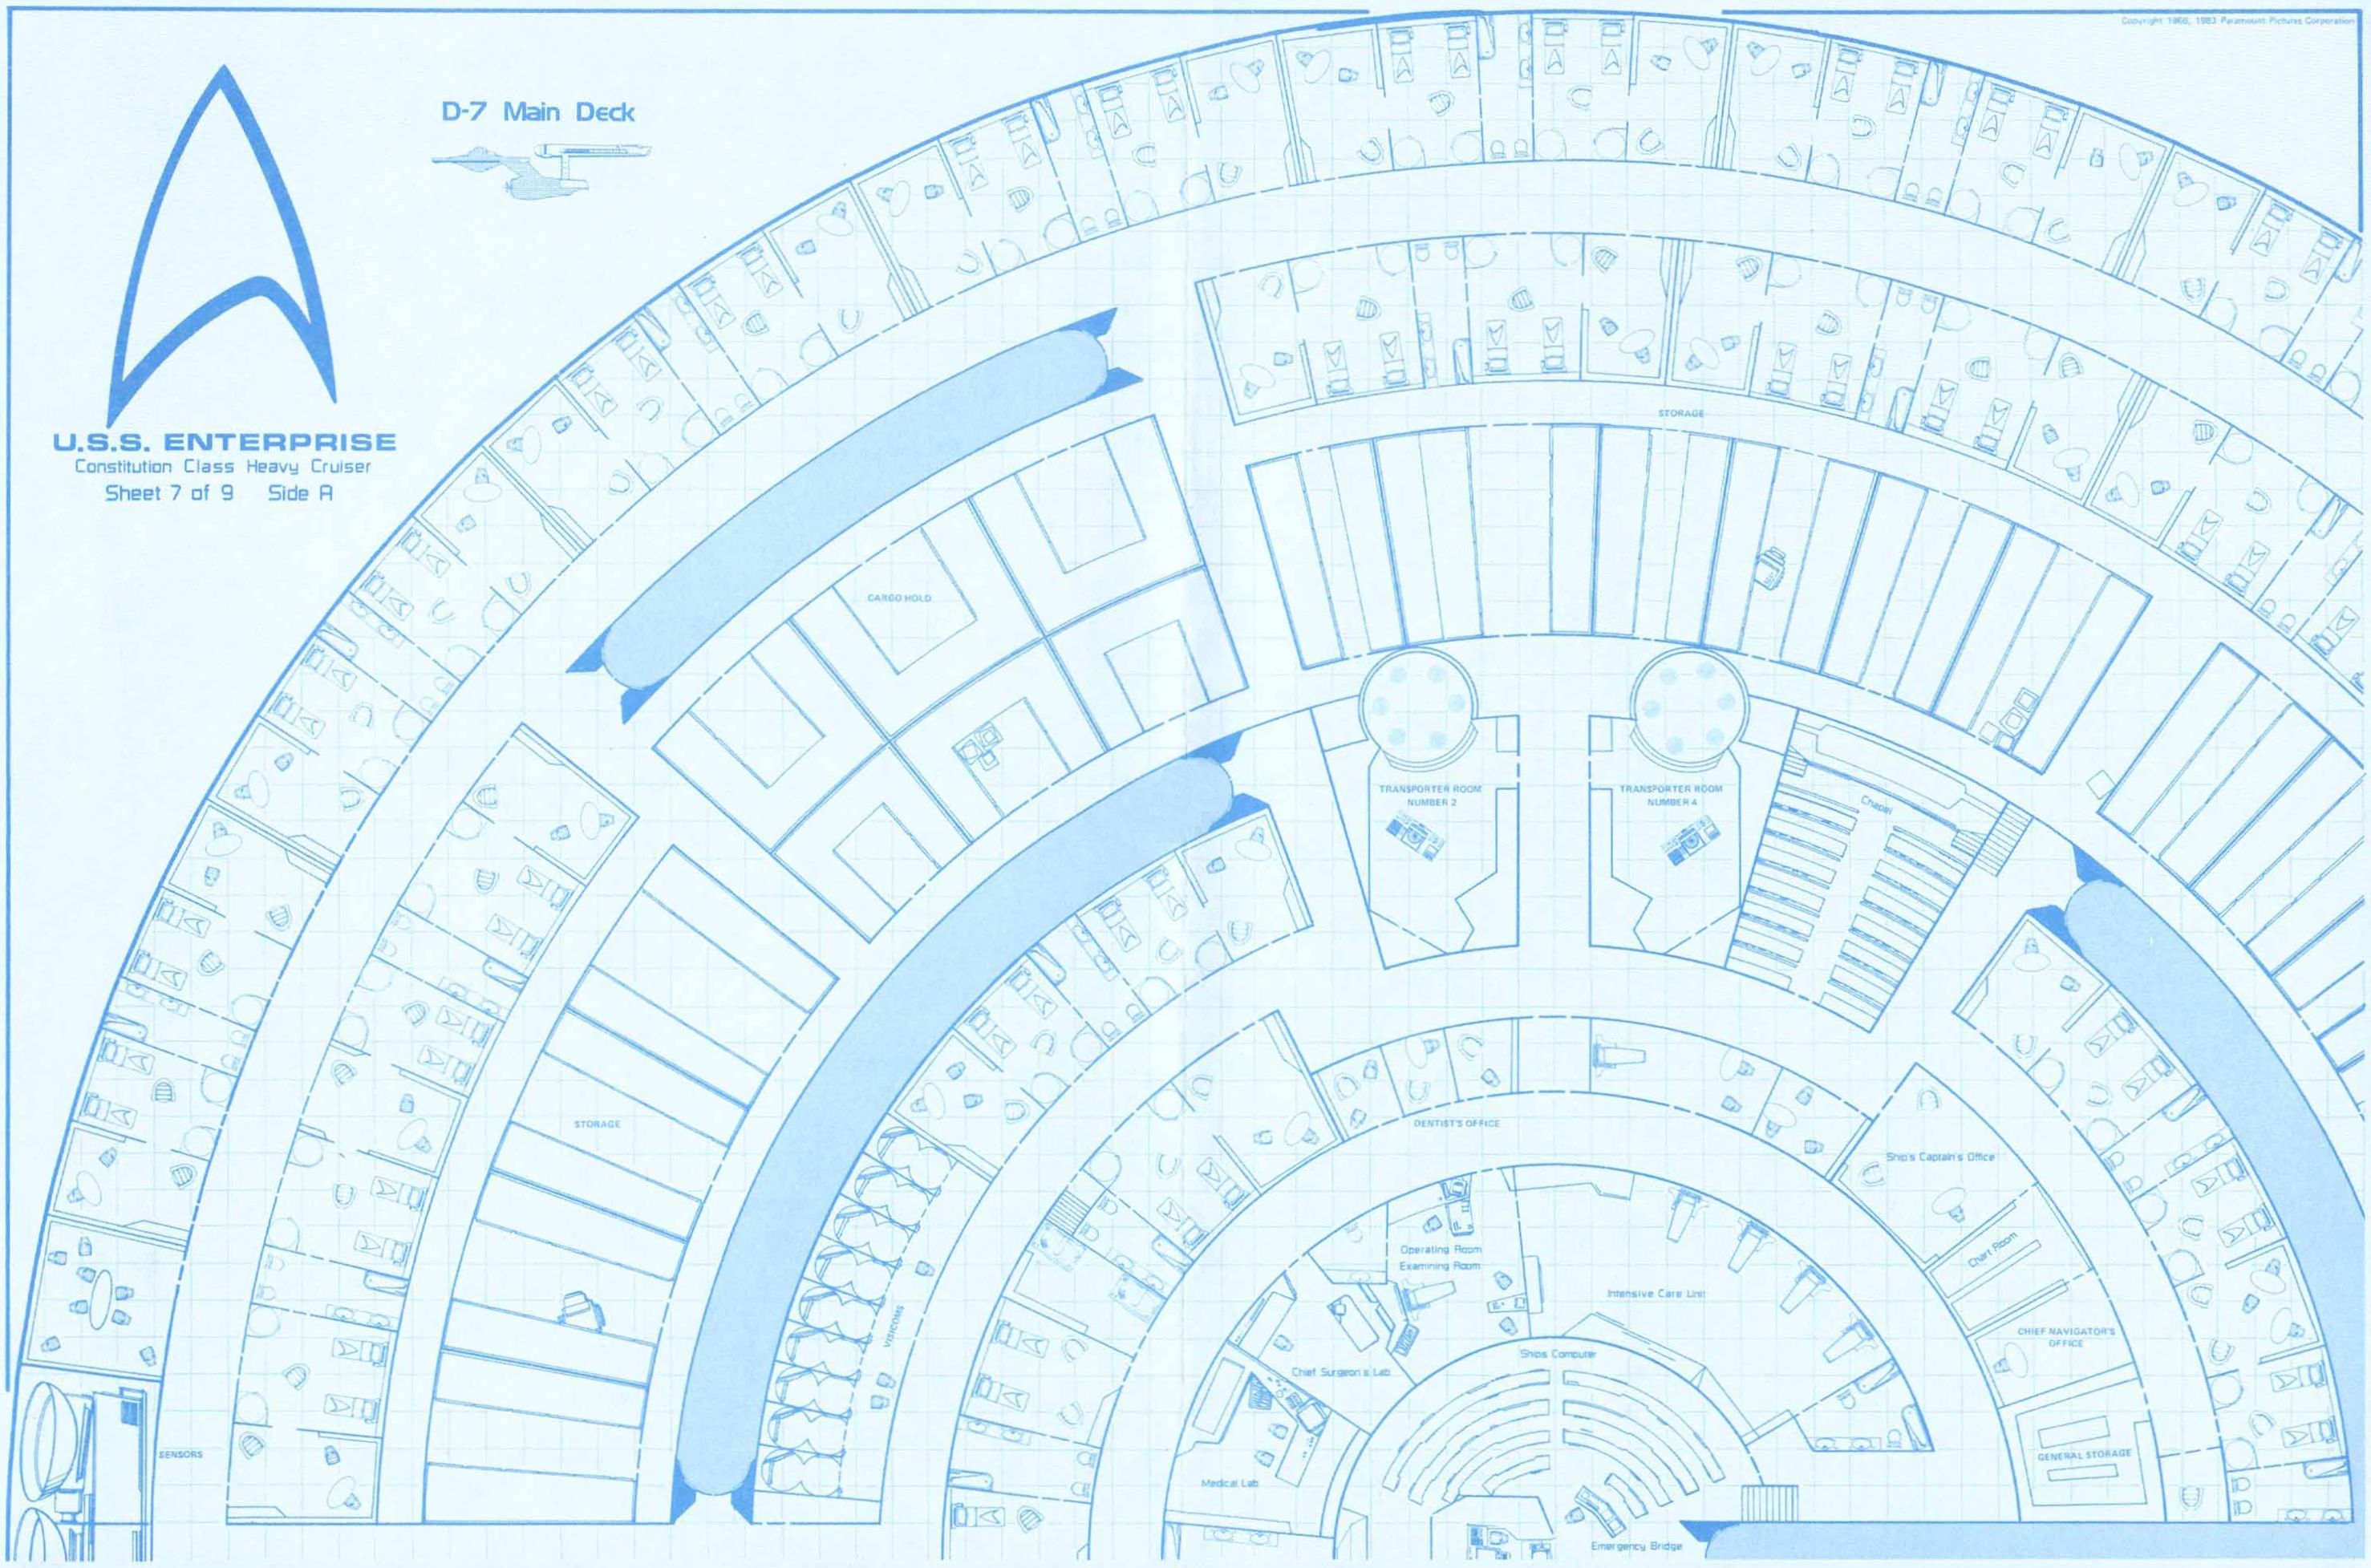 Copyright 1968, 1983 Paramount Pictures Corporation
D-7 Main Deck
U.S.S. ENTERPRISE
Constitution Class Heavy Cruiser
Sheet 7 of 9 Side A
STORAGE
CARGO HOLD
TRANSPORTER ROOM
NUMBER 2
TRANSPORTER ROOM
NUMBER 4
Chapel
STORAGE
DENTIST'S OFFICE
Ship's Captain's Office
Chart Room
Operating Room
Examining Room
Intensive Care Unit
VISICOMS
CHIEF NAVIGATOR'S
OFFICE
Ships Computer
Chief Surgeon's Lab
SENSORS
GENERAL STORAGE
Medical Lab
Emergency Bridge